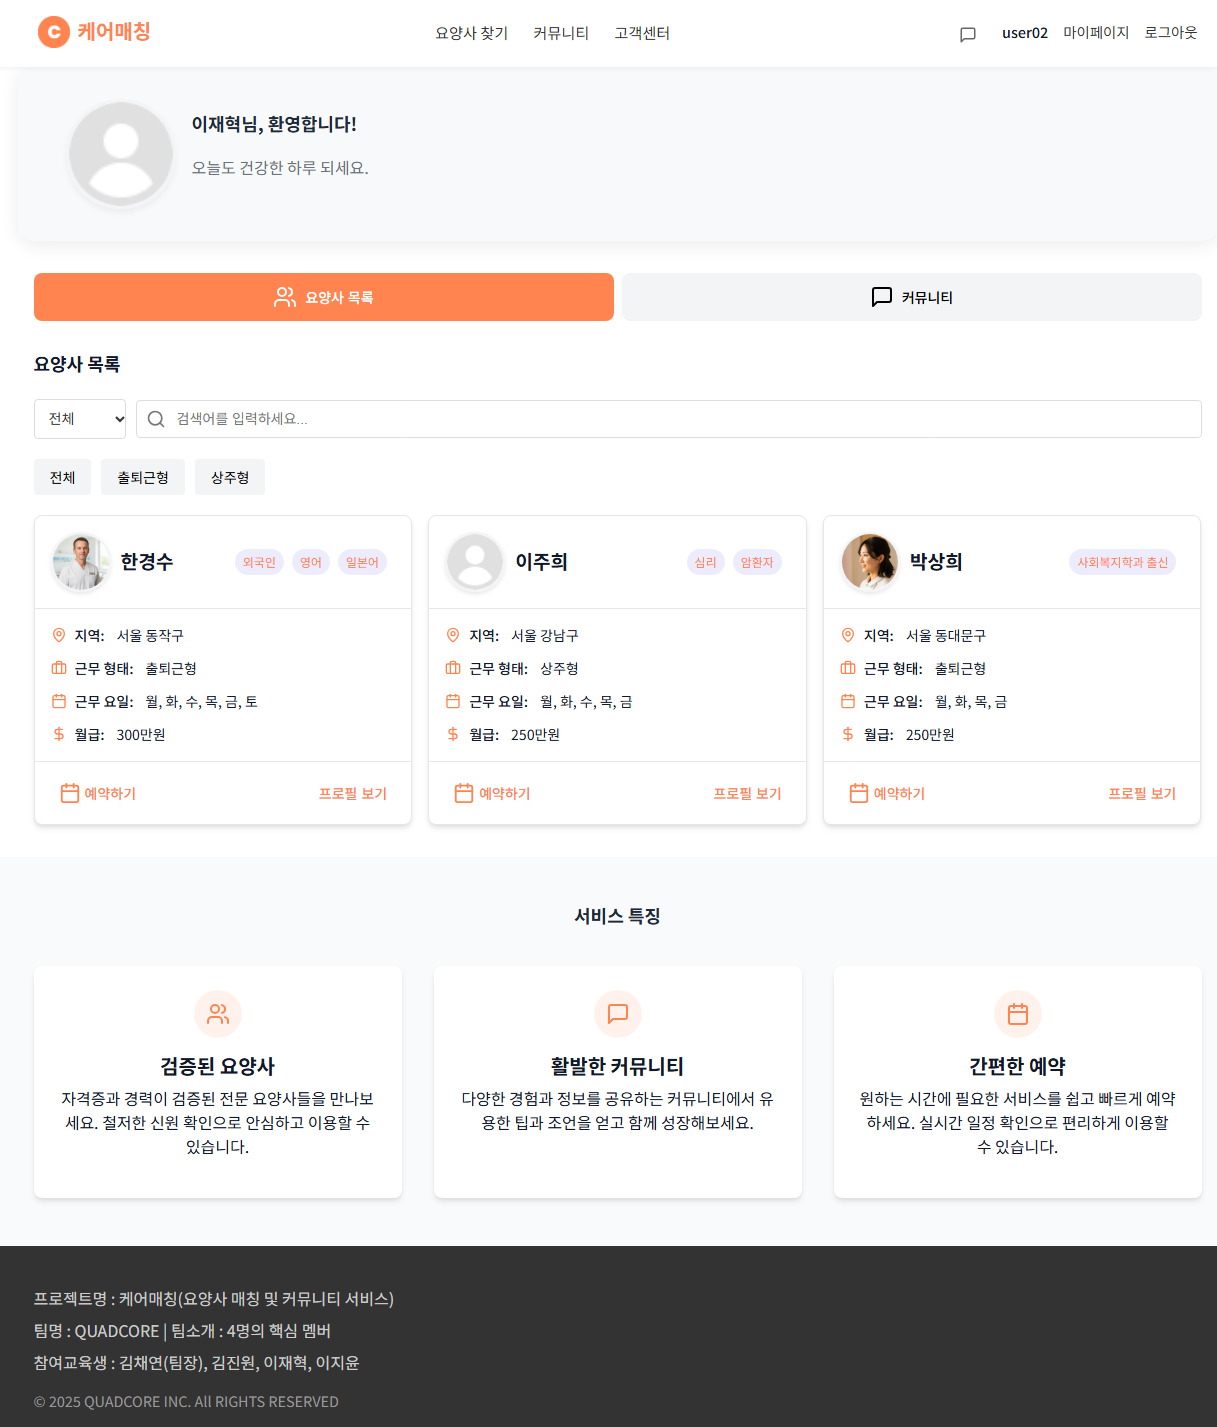 C 케어매칭
요양사 찾기 커뮤니티 고객센터
user02 마이페이지 로그아웃
이재혁님, 환영합니다!
오늘도 건강한 하루 되세요.
요양사 목록
커뮤니티
요양사 목록
전체
검색어를 입력하세요...
전체 출퇴근형 상주형
한경수 외국인 영어 일본어
지역: 서울 동작구
근무 형태: 출퇴근형
근무 요일: 월, 화, 수, 목, 금, 토
월급: 300만원
예약하기 프로필 보기
이주희 심리 암환자
지역: 서울 강남구
근무 형태: 상주형
근무 요일: 월, 화, 수, 목, 금
월급: 250만원
예약하기 프로필 보기
박상희 사회복지학과 출신
지역: 서울 동대문구
근무 형태: 출퇴근형
근무 요일: 월, 화, 목, 금
월급: 250만원
예약하기 프로필 보기
서비스 특징
검증된 요양사
자격증과 경력이 검증된 전문 요양사들을 만나보
세요. 철저한 신원 확인으로 안심하고 이용할 수
있습니다.
활발한 커뮤니티
다양한 경험과 정보를 공유하는 커뮤니티에서 유
용한 팁과 조언을 얻고 함께 성장해보세요.
간편한 예약
원하는 시간에 필요한 서비스를 쉽고 빠르게 예약
하세요. 실시간 일정 확인으로 편리하게 이용할
수 있습니다.
프로젝트명 : 케어매칭(요양사 매칭 및 커뮤니티 서비스)
팀명 : QUADCORE | 팀소개 : 4명의 핵심 멤버
참여교육생 : 김채연(팀장), 김진원, 이재혁, 이지윤
© 2025 QUADCORE INC. All RIGHTS RESERVED